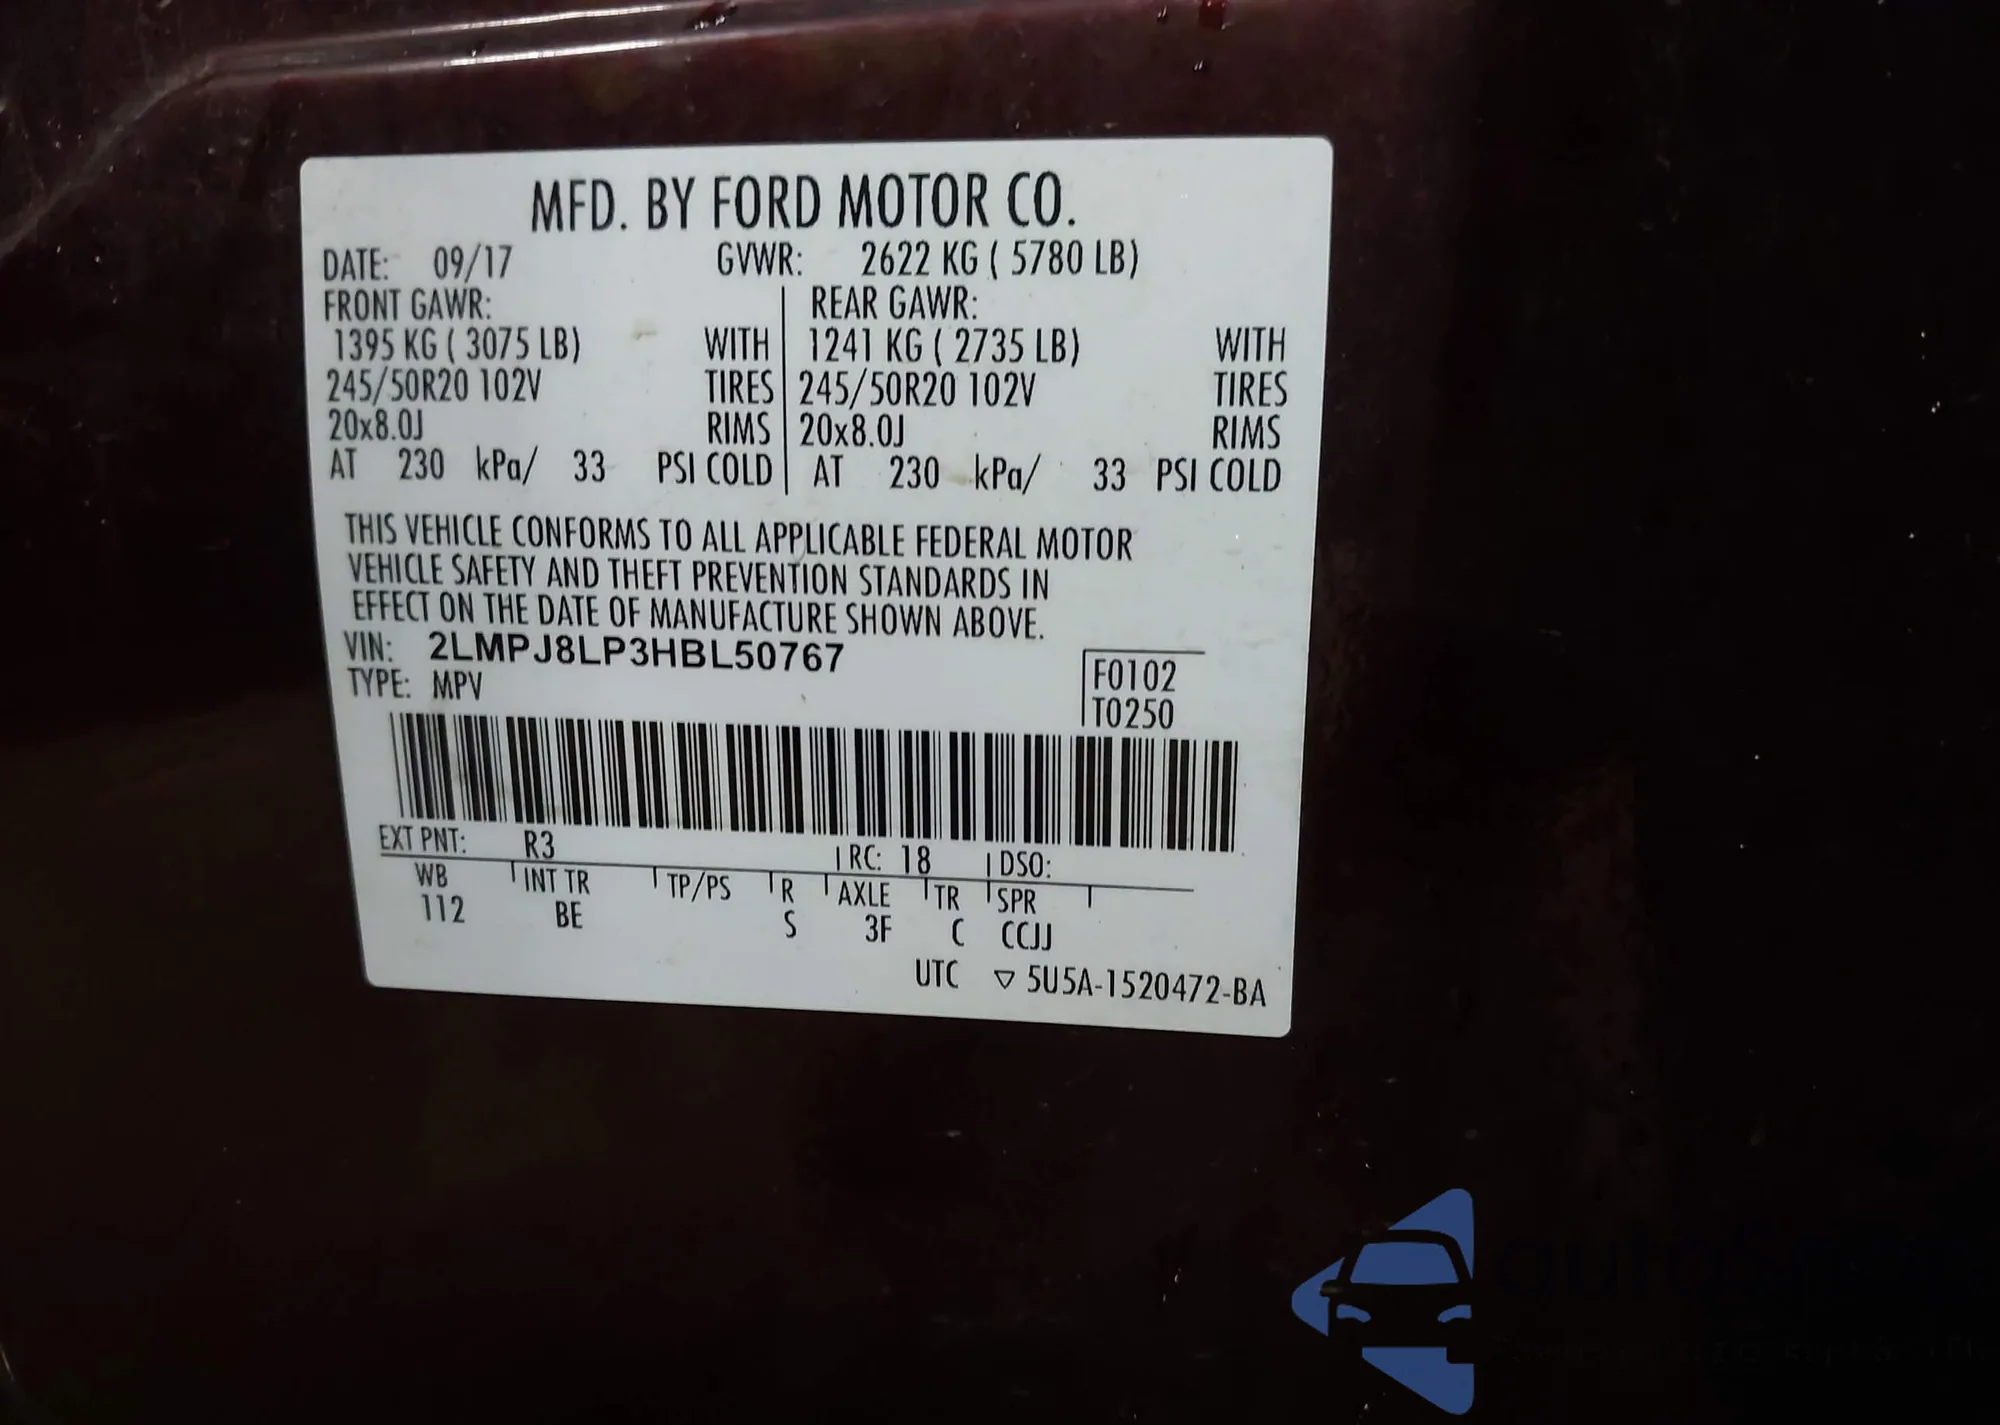 MFD. BY FORD MOTOR CO.
DATE: 09/17 GVWR: 2622 KG ( 5780 LB)
FRONT GAWR: REAR GAWR:
1395 KG ( 3075 LB) WITH 1241 KG ( 2735 LB) WITH
245/50R20 102V TIRES 245/50R20 102V TIRES
20x8.0J RIMS 20x8.0J RIMS
AT 230 kPa/ 33 PSI COLD AT 230 kPa/ 33 PSI COLD
THIS VEHICLE CONFORMS TO ALL APPLICABLE FEDERAL MOTOR
VEHICLE SAFETY AND THEFT PREVENTION STANDARDS IN
EFFECT ON THE DATE OF MANUFACTURE SHOWN ABOVE.
VIN: 2LMPJ8LP3HBL50767
TYPE: MPV
F0102
T0250
EXT PNT: R3 RC: 18 DSO:
WB INT TR TP/PS R AXLE TR SPR
112 BE S 3F C CCJJ
UTC ▽ 5U5A-1520472-BA